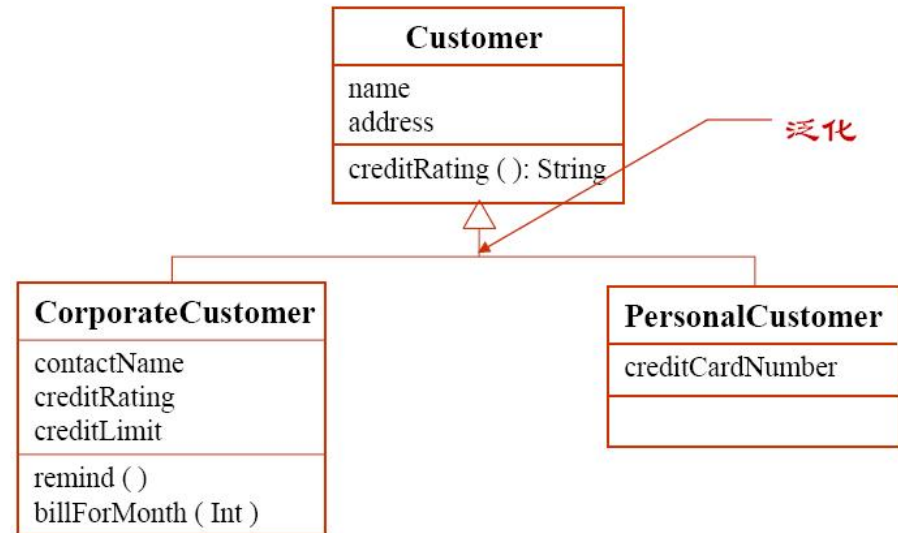 Customer
name
address
泛化
creditRating ( ): String
CorporateCustomer
contactName
creditRating
creditLimit
remind ( )
billForMonth ( Int )
PersonalCustomer
creditCardNumber